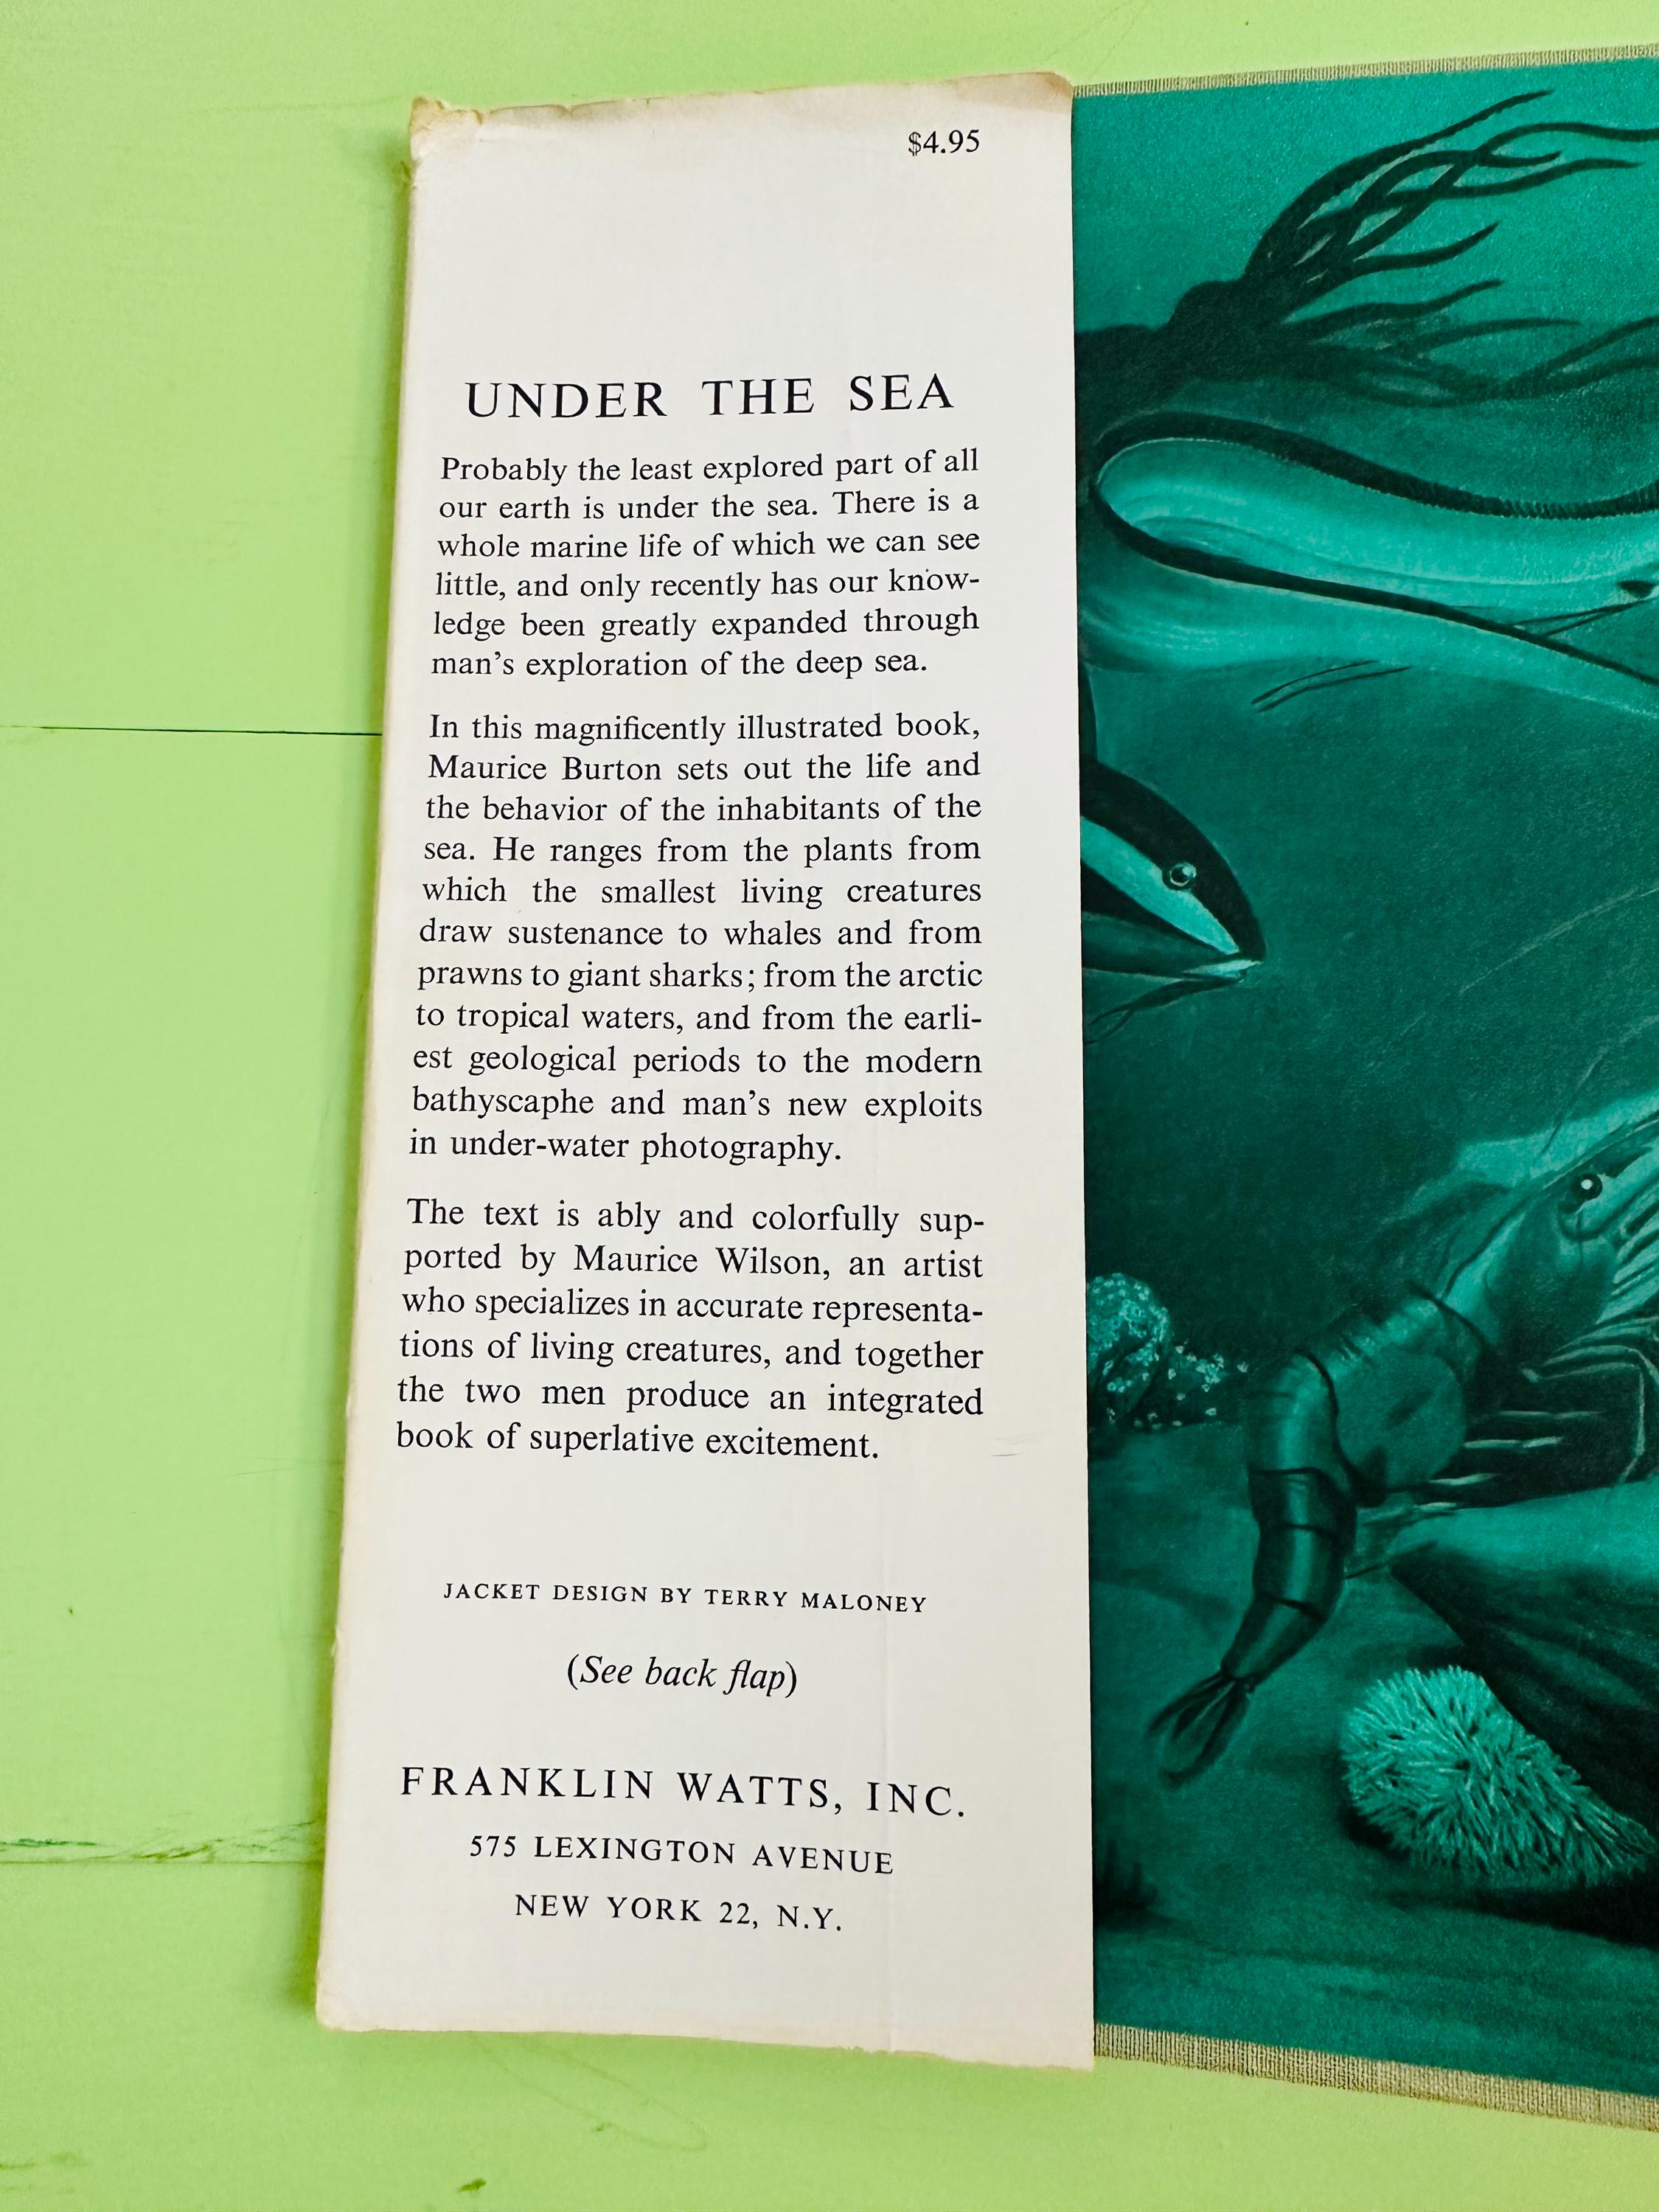 $4.95
UNDER THE SEA
Probably the least explored part of all
our earth is under the sea. There is a
whole marine life of which we can see
little, and only recently has our know-
ledge been greatly expanded through
man's exploration of the deep sea.
In this magnificently illustrated book,
Maurice Burton sets out the life and
the behavior of the inhabitants of the
sea. He ranges from the plants from
which the smallest living creatures
draw sustenance to whales and from
prawns to giant sharks; from the arctic
to tropical waters, and from the earli-
est geological periods to the modern
bathyscaphe and man's new exploits
in under-water photography.
The text is ably and colorfully sup-
ported by Maurice Wilson, an artist
who specializes in accurate representa-
tions of living creatures, and together
the two men produce an integrated
book of superlative excitement.
JACKET DESIGN BY TERRY MALONEY
(See back flap)
FRANKLIN WATTS, INC.
575 LEXINGTON AVENUE
NEW YORK 22, N.Y.